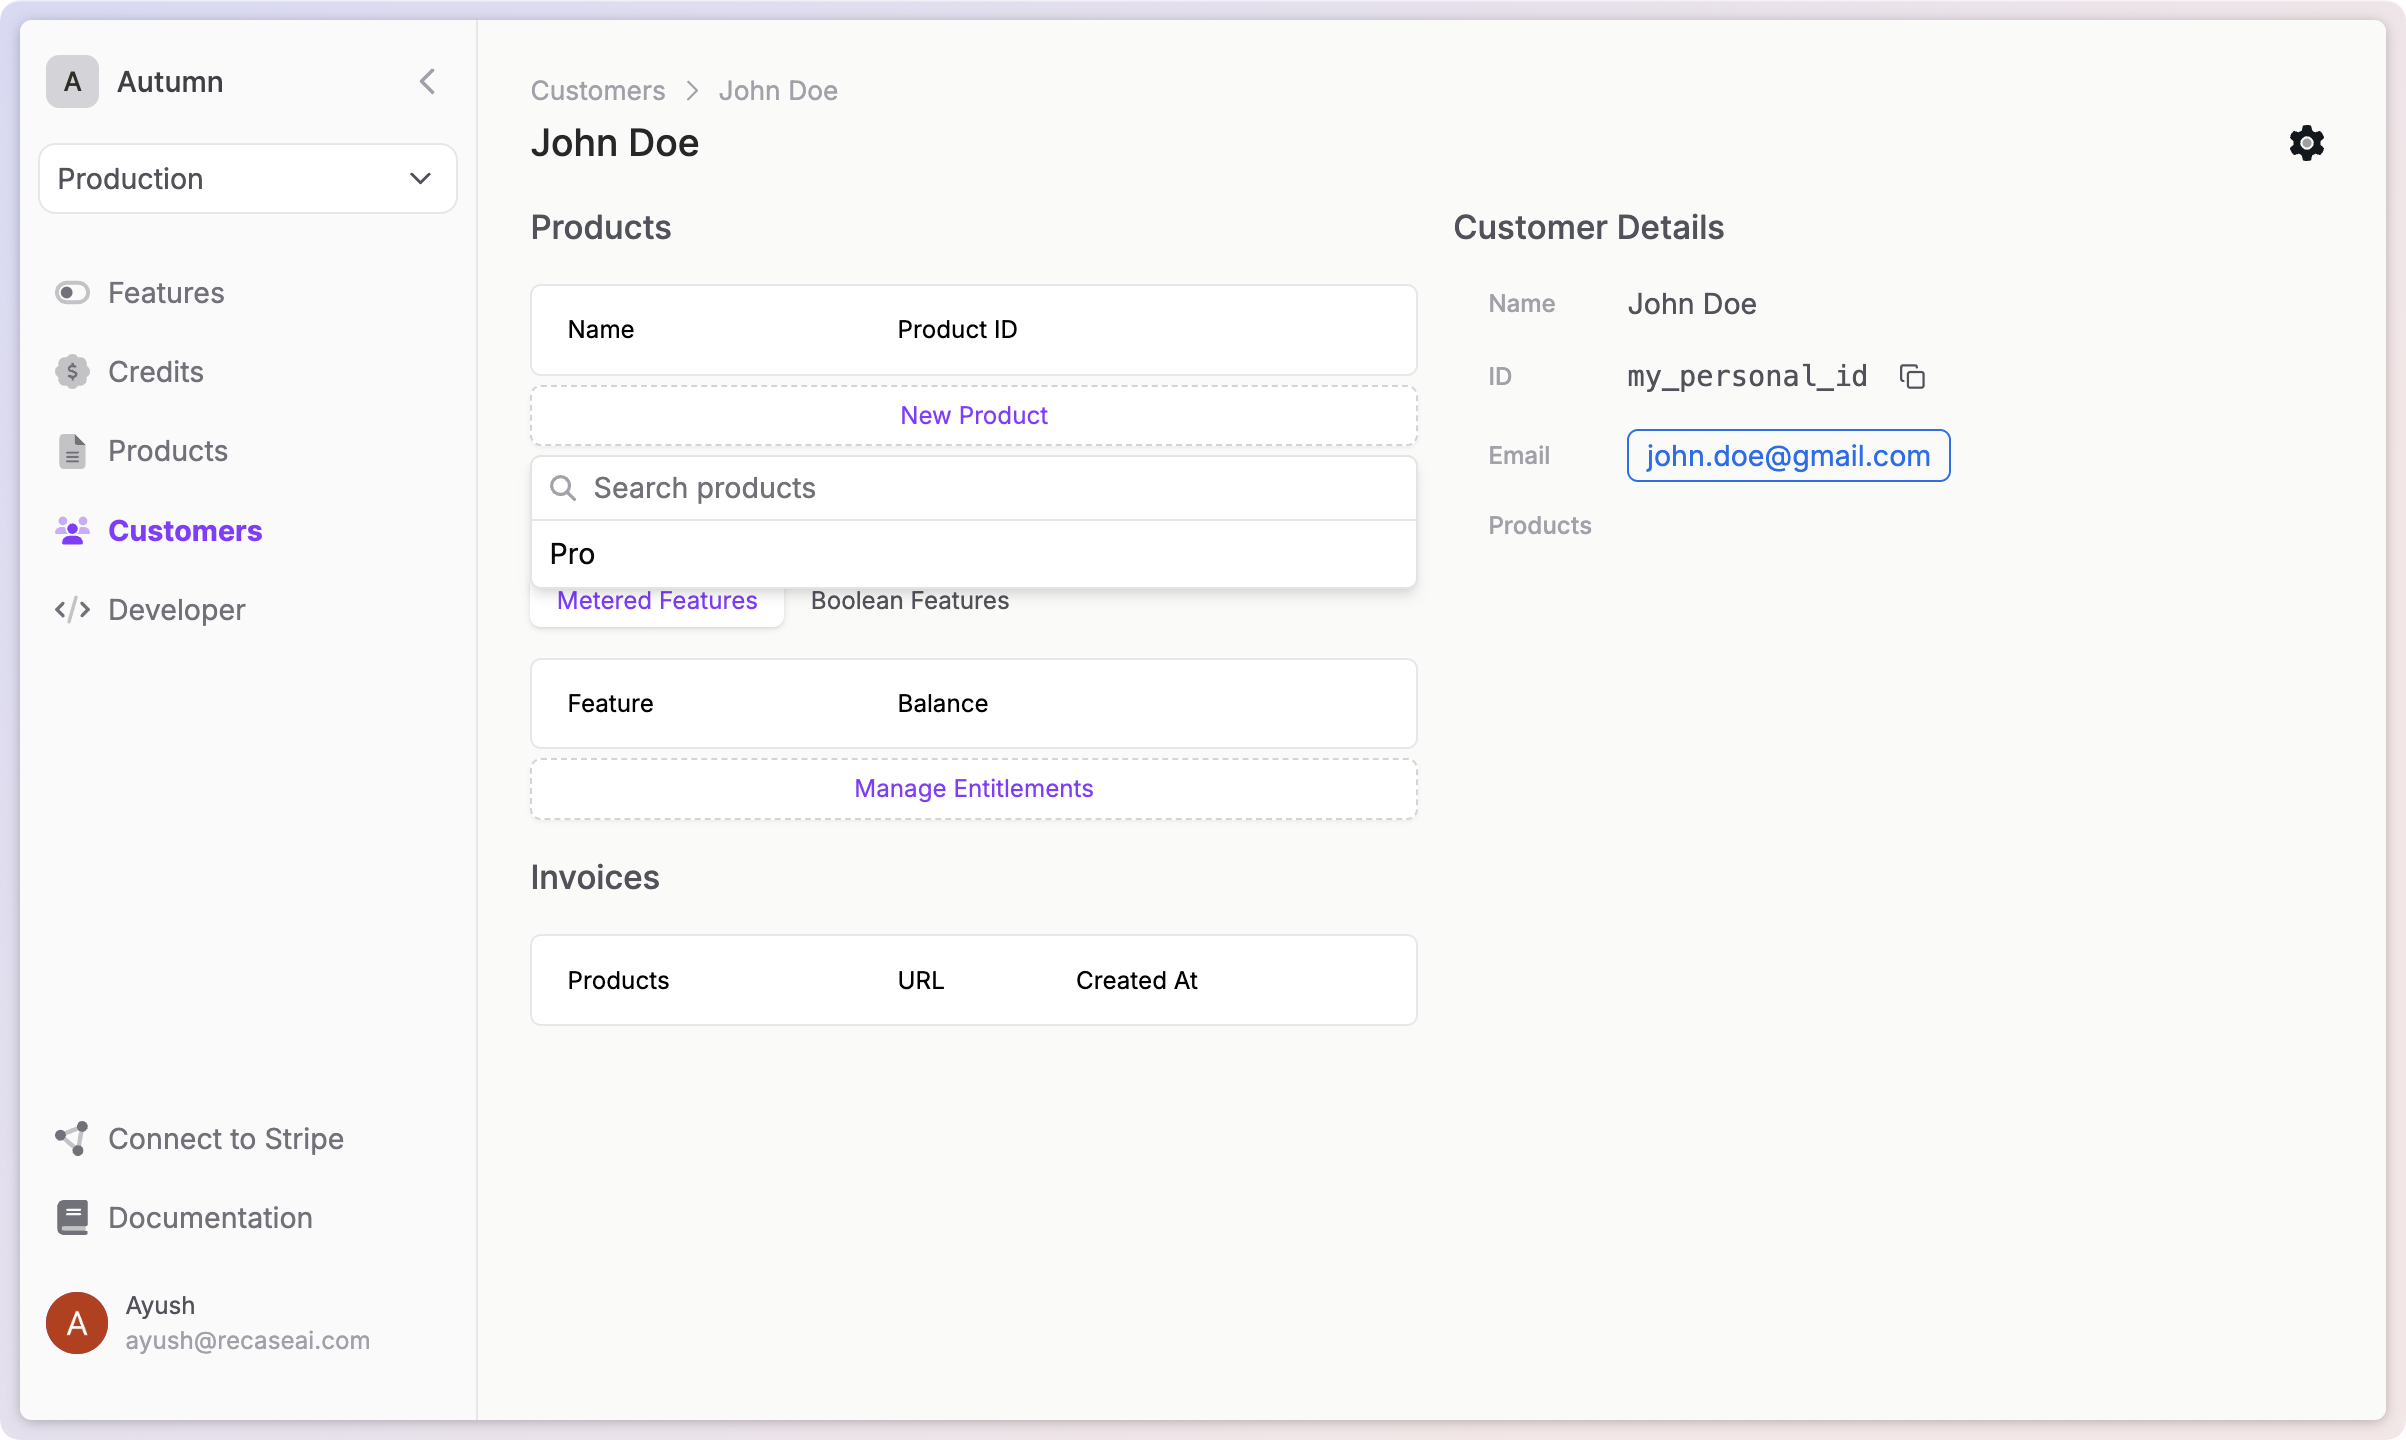 A Autumn
Production
Features
$ Credits
Products
Customers
Developer
Connect to Stripe
Documentation
A
Ayush
ayush@recaseai.com
Customers > John Doe
John Doe
Products
Name Product ID
New Product
Search products
Pro
Metered Features Boolean Features
Feature Balance
Manage Entitlements
Invoices
Products URL Created At
Customer Details
Name John Doe
ID my_personal_id
Email john.doe@gmail.com
Products